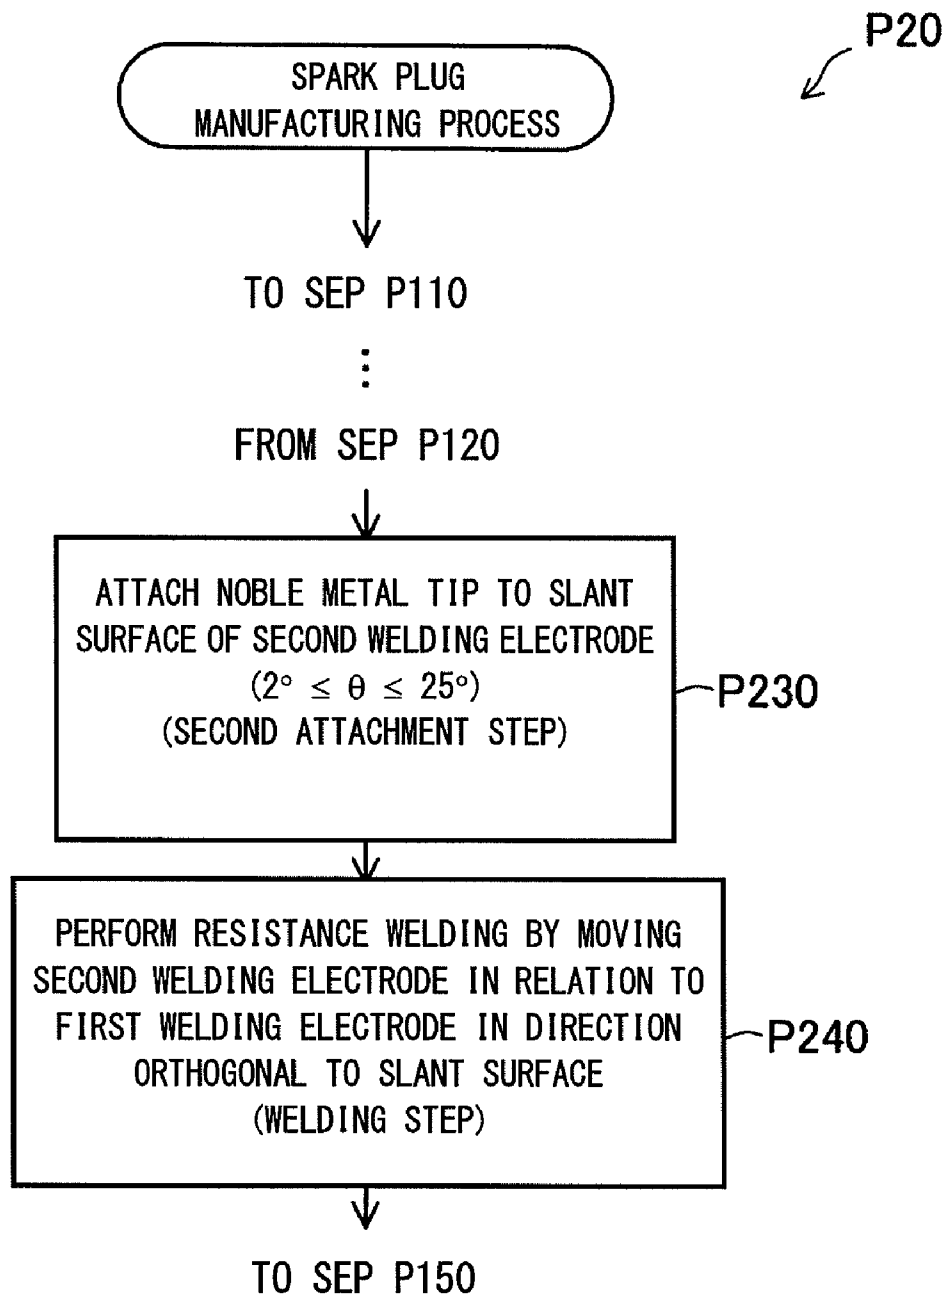 P20
SPARK PLUG
MANUFACTURING PROCESS
TO SEP P110
FROM SEP P120
ATTACH NOBLE METAL TIP TO SLANT
SURFACE OF SECOND WELDING ELECTRODE
(2° ≤ θ ≤ 25°)
(SECOND ATTACHMENT STEP)
P230
PERFORM RESISTANCE WELDING BY MOVING
SECOND WELDING ELECTRODE IN RELATION TO
FIRST WELDING ELECTRODE IN DIRECTION
ORTHOGONAL TO SLANT SURFACE
(WELDING STEP)
P240
TO SEP P150